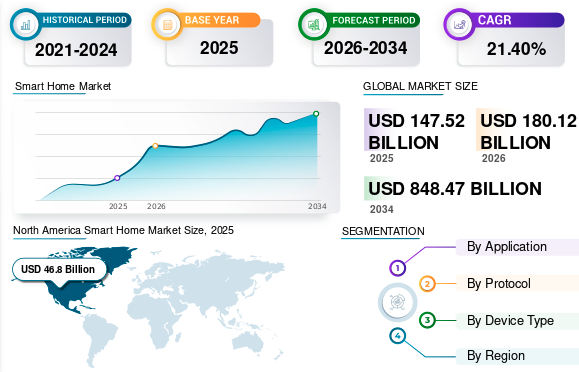 HISTORICAL PERIOD
2021-2024
BASE YEAR
2025
FORECAST PERIOD
2026-2034
CAGR
21.40%
Smart Home Market
2025
2026
2034
GLOBAL MARKET SIZE
USD 147.52
BILLION
2025
USD 180.12
BILLION
2026
USD 848.47 BILLION
2034
North America Smart Home Market Size, 2025
USD 46.8 Billion
SEGMENTATION
1
By Application
2
By Protocol
3
By Device Type
4
By Region